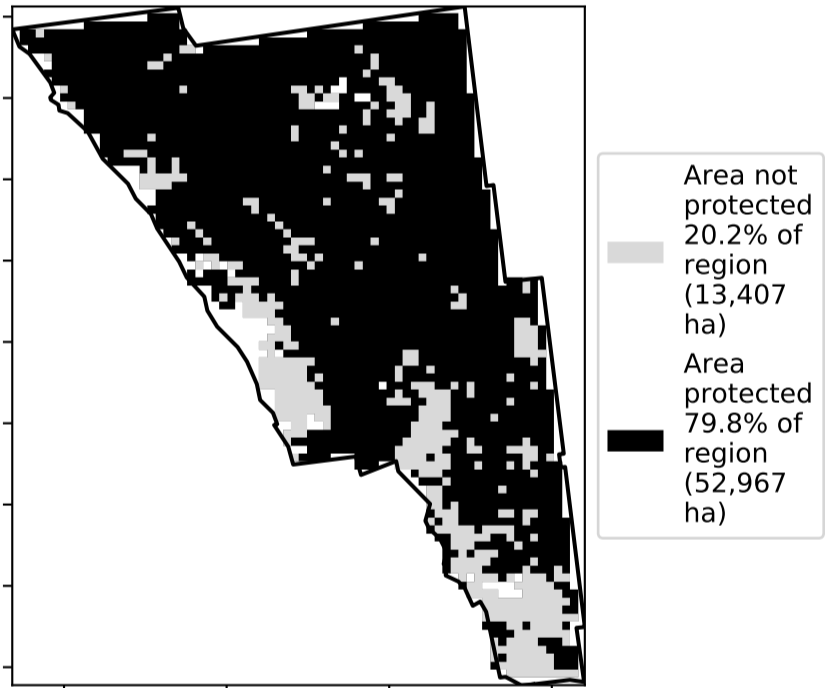 Area not
protected
20.2% of
region
(13,407
ha)
Area
protected
79.8% of
region
(52,967
ha)